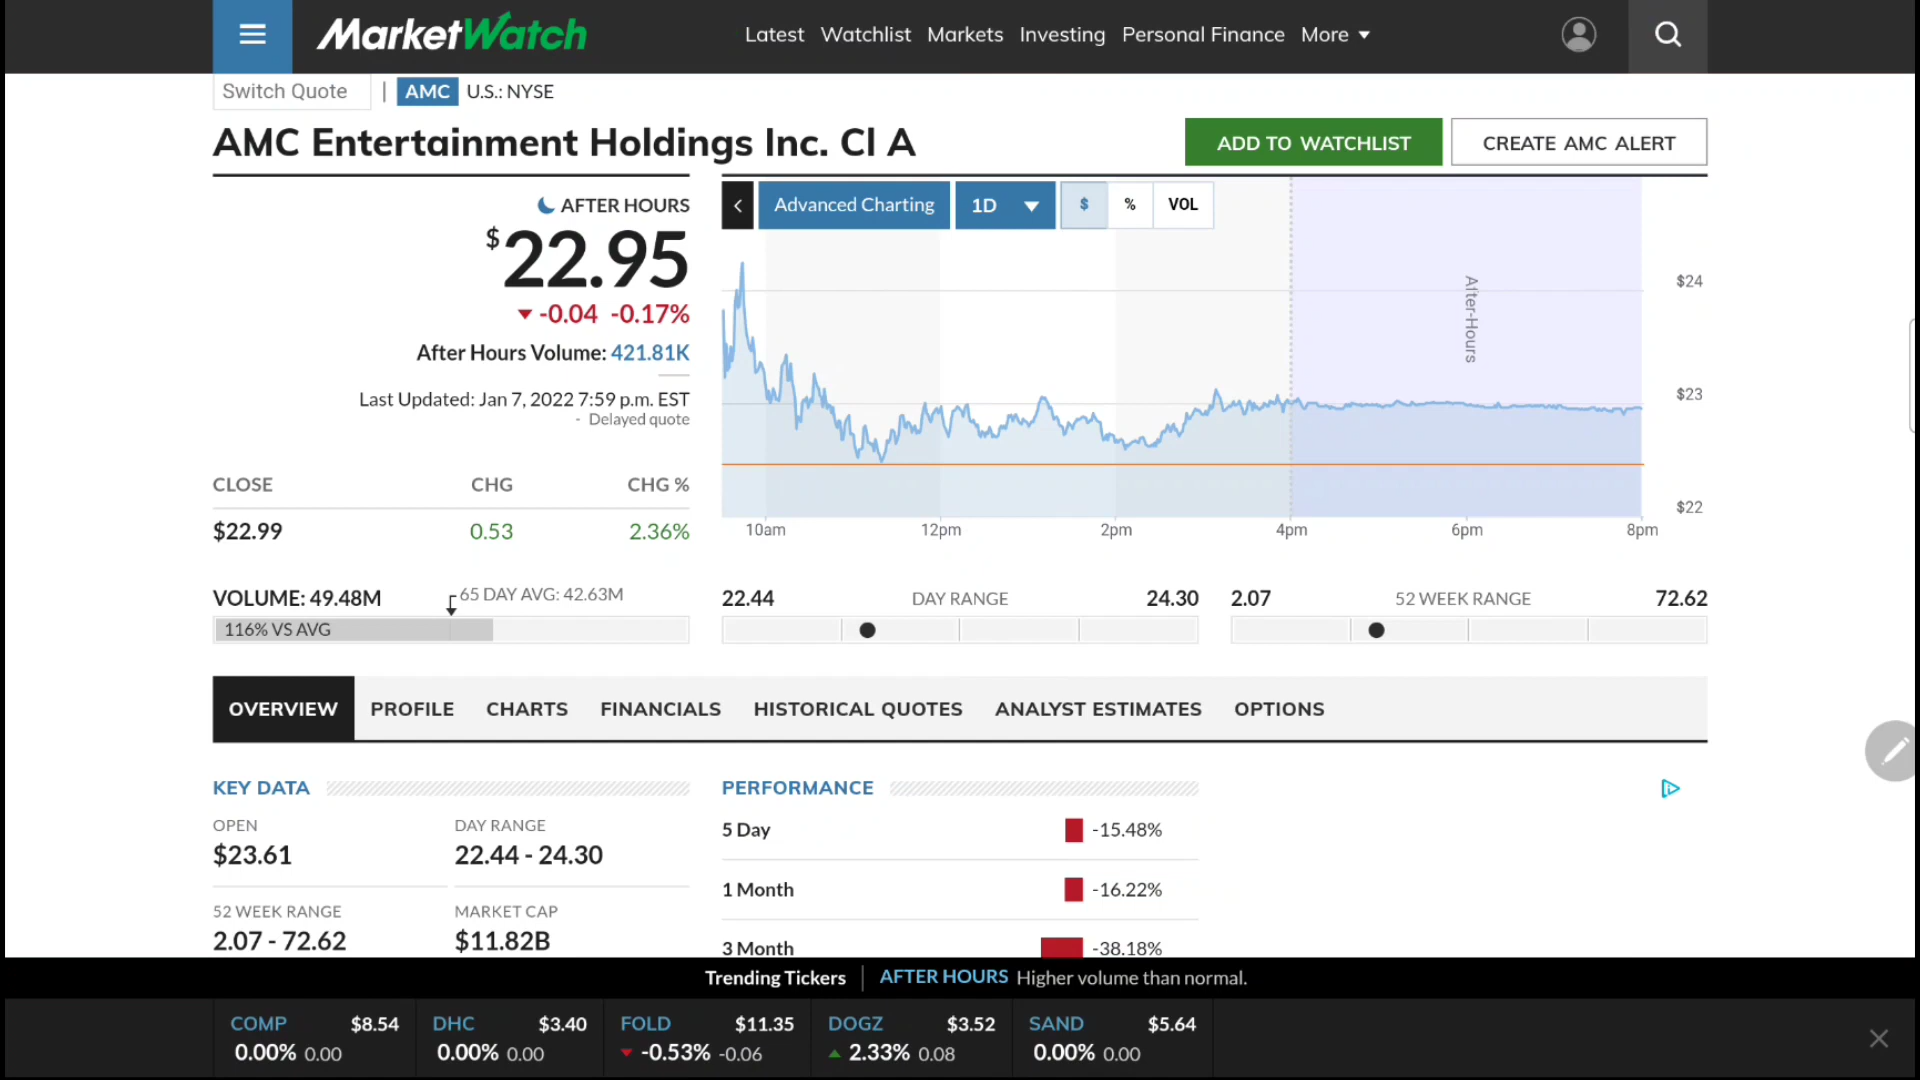 MarketWatch
Latest Watchlist Markets Investing Personal Finance More
Switch Quote | AMC U.S.: NYSE
AMC Entertainment Holdings Inc. Cl A
ADD TO WATCHLIST CREATE AMC ALERT
AFTER HOURS
$22.95
-0.04 -0.17%
After Hours Volume: 421.81K
Last Updated: Jan 7, 2022 7:59 p.m. EST
- Delayed quote
CLOSE CHG CHG %
$22.99 0.53 2.36%
Advanced Charting 1D $ % VOL
After-Hours
$24
$23
$22
10am 12pm 2pm 4pm 6pm 8pm
VOLUME: 49.48M 65 DAY AVG: 42.63M
116% VS AVG
22.44 DAY RANGE 24.30
2.07 52 WEEK RANGE 72.62
OVERVIEW PROFILE CHARTS FINANCIALS HISTORICAL QUOTES ANALYST ESTIMATES OPTIONS
KEY DATA
OPEN DAY RANGE
$23.61 22.44 - 24.30
52 WEEK RANGE MARKET CAP
2.07 - 72.62 $11.82B
PERFORMANCE
5 Day -15.48%
1 Month -16.22%
3 Month -38.18%
Trending Tickers | AFTER HOURS Higher volume than normal.
COMP $8.54 DHC $3.40 FOLD $11.35 DOGZ $3.52 SAND $5.64
0.00% 0.00 0.00% 0.00 -0.53% -0.06 2.33% 0.08 0.00% 0.00